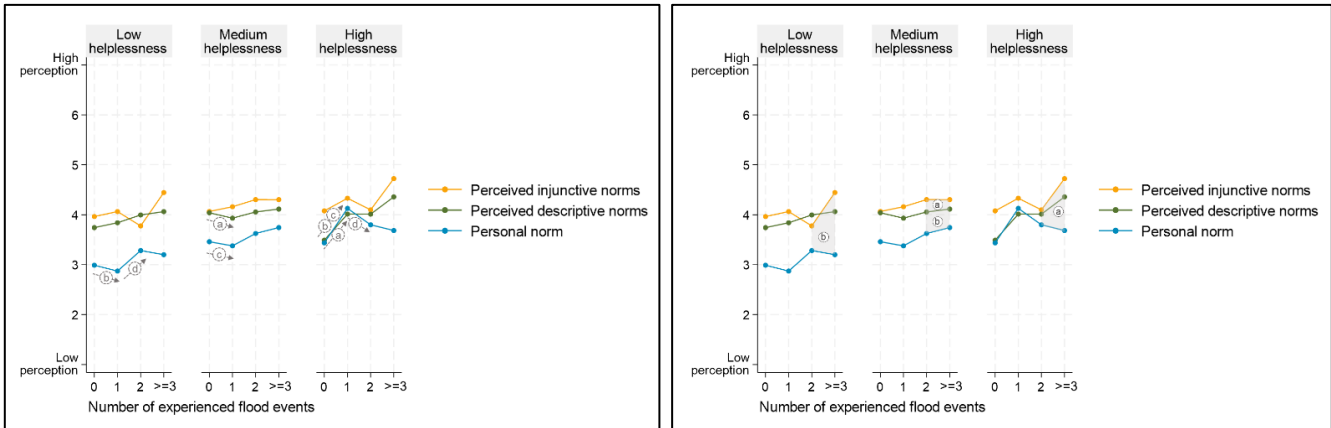 Low helplessness
Medium helplessness
High helplessness
High perception
6
5
4
3
2
Low perception
a
b
c
d
a
b
c
d
0 1 2 >=3
0 1 2 >=3
0 1 2 >=3
Number of experienced flood events
Perceived injunctive norms
Perceived descriptive norms
Personal norm
Low helplessness
Medium helplessness
High helplessness
High perception
6
5
4
3
2
Low perception
b
a
b
a
0 1 2 >=3
0 1 2 >=3
0 1 2 >=3
Number of experienced flood events
Perceived injunctive norms
Perceived descriptive norms
Personal norm